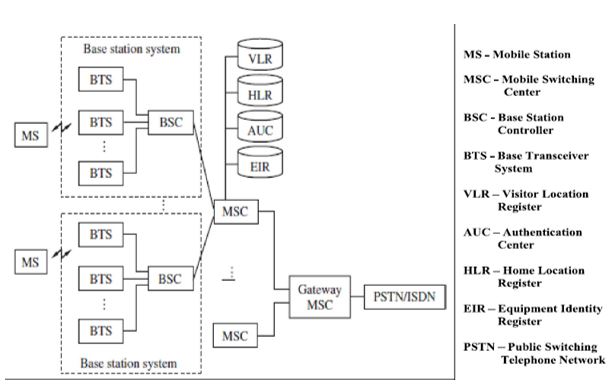 Base station system
BTS
BTS
BTS
BSC
MS
VLR
HLR
AUC
EIR
MSC
BTS
BTS
BTS
BSC
MS
Base station system
MSC
Gateway
MSC
PSTN/ISDN
MS – Mobile Station
MSC – Mobile Switching
Center
BSC - Base Station
Controller
BTS – Base Transceiver
System
VLR – Visitor Location
Register
AUC – Authentication
Center
HLR – Home Location
Register
EIR – Equipment Identity
Register
PSTN – Public Switching
Telephone Network